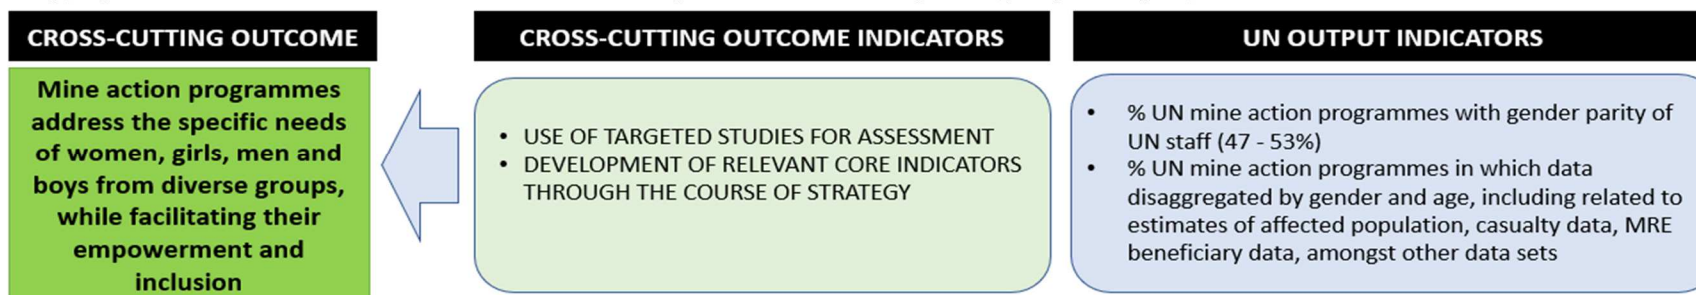 CROSS-CUTTING OUTCOME
Mine action programmes
address the specific needs
of women, girls, men and
boys from diverse groups,
while facilitating their
empowerment and
inclusion
CROSS-CUTTING OUTCOME INDICATORS
• USE OF TARGETED STUDIES FOR ASSESSMENT
• DEVELOPMENT OF RELEVANT CORE INDICATORS
THROUGH THE COURSE OF STRATEGY
UN OUTPUT INDICATORS
• % UN mine action programmes with gender parity of
UN staff (47 - 53%)
• % UN mine action programmes in which data
disaggregated by gender and age, including related to
estimates of affected population, casualty data, MRE
beneficiary data, amongst other data sets